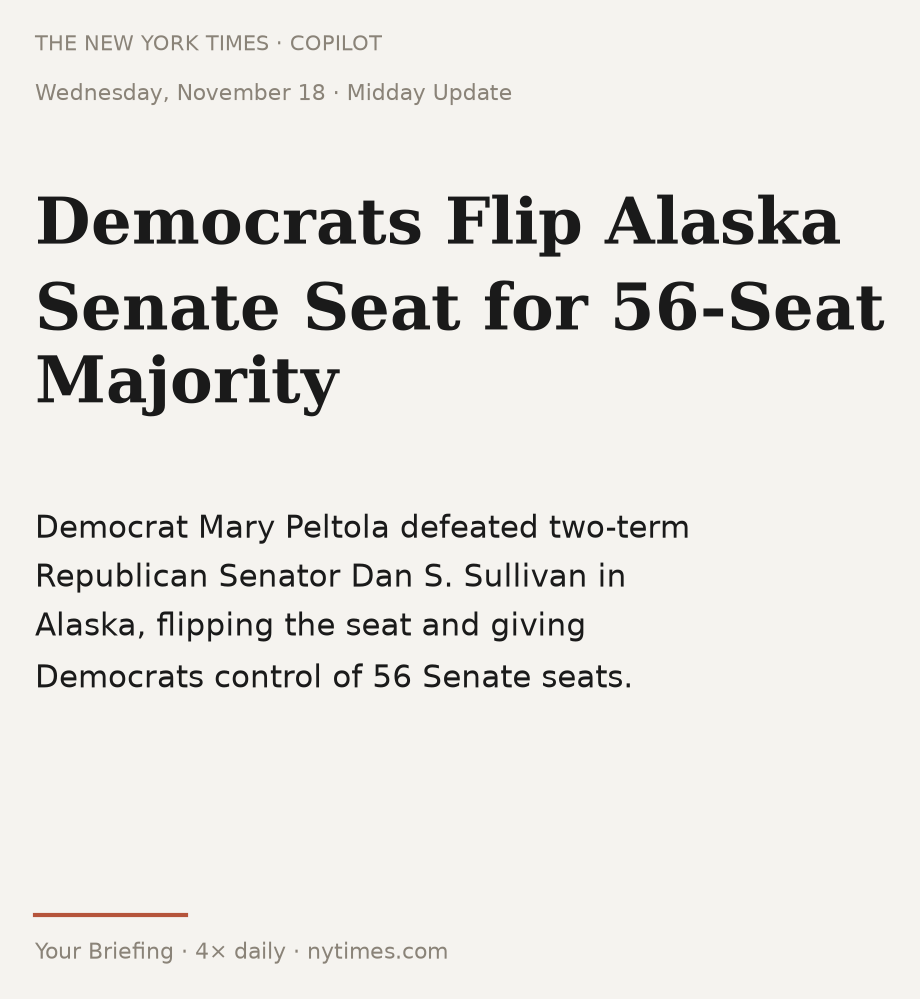 THE NEW YORK TIMES · COPILOT
Wednesday, November 18 · Midday Update
Democrats Flip Alaska
Senate Seat for 56-Seat
Majority
Democrat Mary Peltola defeated two-term
Republican Senator Dan S. Sullivan in
Alaska, flipping the seat and giving
Democrats control of 56 Senate seats.
Your Briefing · 4× daily · nytimes.com